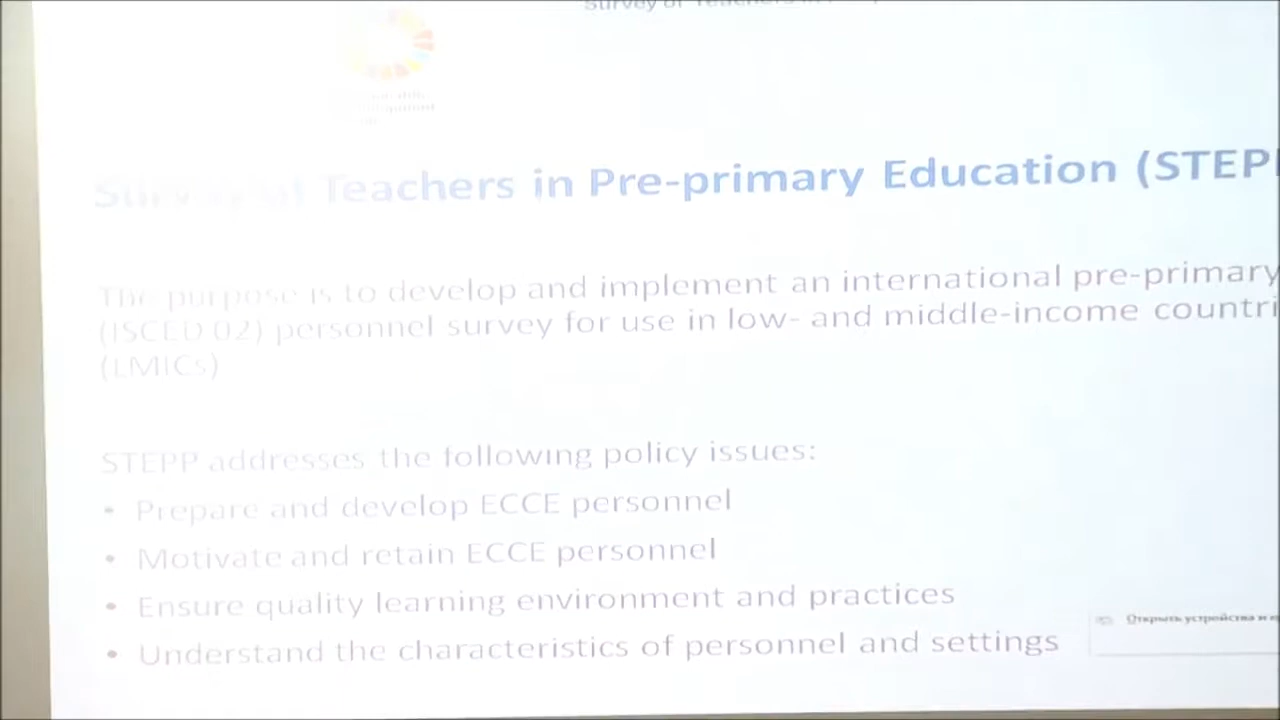 Survey of Teachers in
Survey of Teachers in Pre-primary Education (STEPP
The purpose is to develop and implement an international pre-primary
(ISCED 02) personnel survey for use in low- and middle-income countri
(LMICs)
STEPP addresses the following policy issues:
• Prepare and develop ECCE personnel
• Motivate and retain ECCE personnel
• Ensure quality learning environment and practices
• Understand the characteristics of personnel and settings
Открыть устройства и